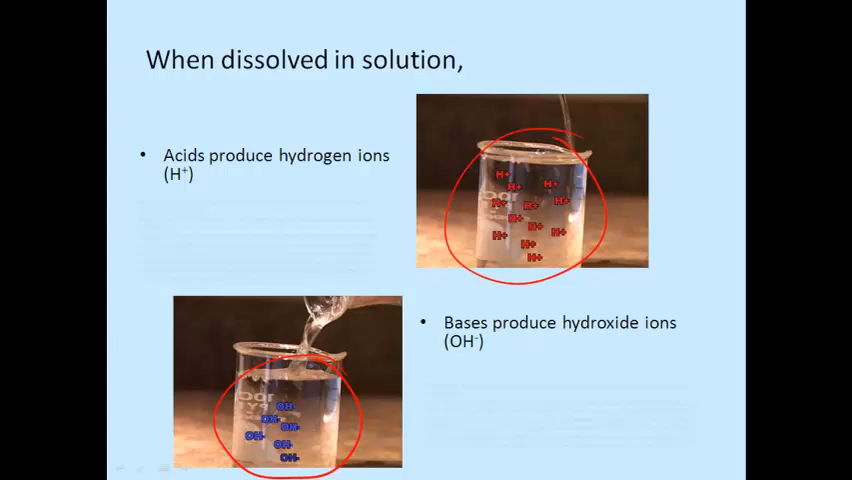 When dissolved in solution,
• Acids produce hydrogen ions
(H⁺)
H+
H+ H+
H+ H+ H+
H+ H+
H+ H+
H+
H+
• Bases produce hydroxide ions
(OH⁻)
OH-
OH- OH-
OH- OH-
OH-